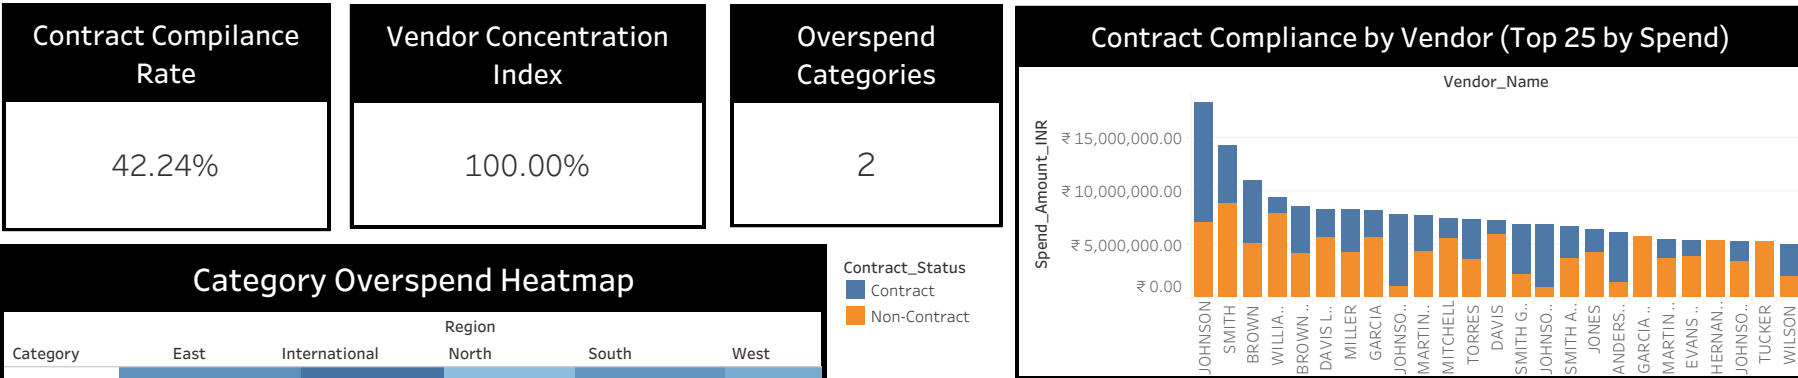 Contract Compilance
Rate
42.24%
Vendor Concentration
Index
100.00%
Overspend
Categories
2
Contract Compliance by Vendor (Top 25 by Spend)
Vendor_Name
Spend_Amount_INR
₹ 15,000,000.00
₹ 10,000,000.00
₹ 5,000,000.00
₹ 0.00
JOHNSON
SMITH
BROWN
WILLIA..
BROWN ..
DAVIS L..
MILLER
GARCIA
JOHNSO..
MARTIN..
MITCHELL
TORRES
DAVIS
SMITH G..
JOHNSO..
SMITH A..
JONES
ANDERS..
GARCIA ..
MARTIN ..
EVANS ..
HERNAN..
JOHNSO..
TUCKER
WILSON
Category Overspend Heatmap
Region
Category East International North South West
Contract_Status
Contract
Non-Contract